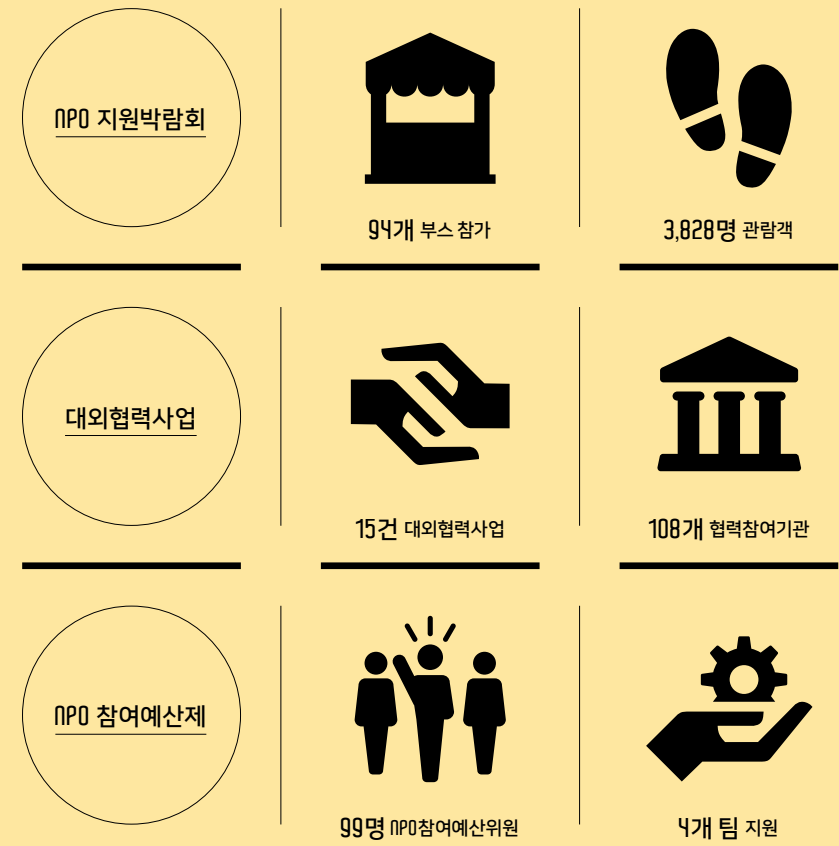 NPO 지원박람회
94개 부스 참가
3,828명 관람객
대외협력사업
15건 대외협력사업
108개 협력참여기관
NPO 참여예산제
99명 NPO참여예산위원
4개 팀 지원